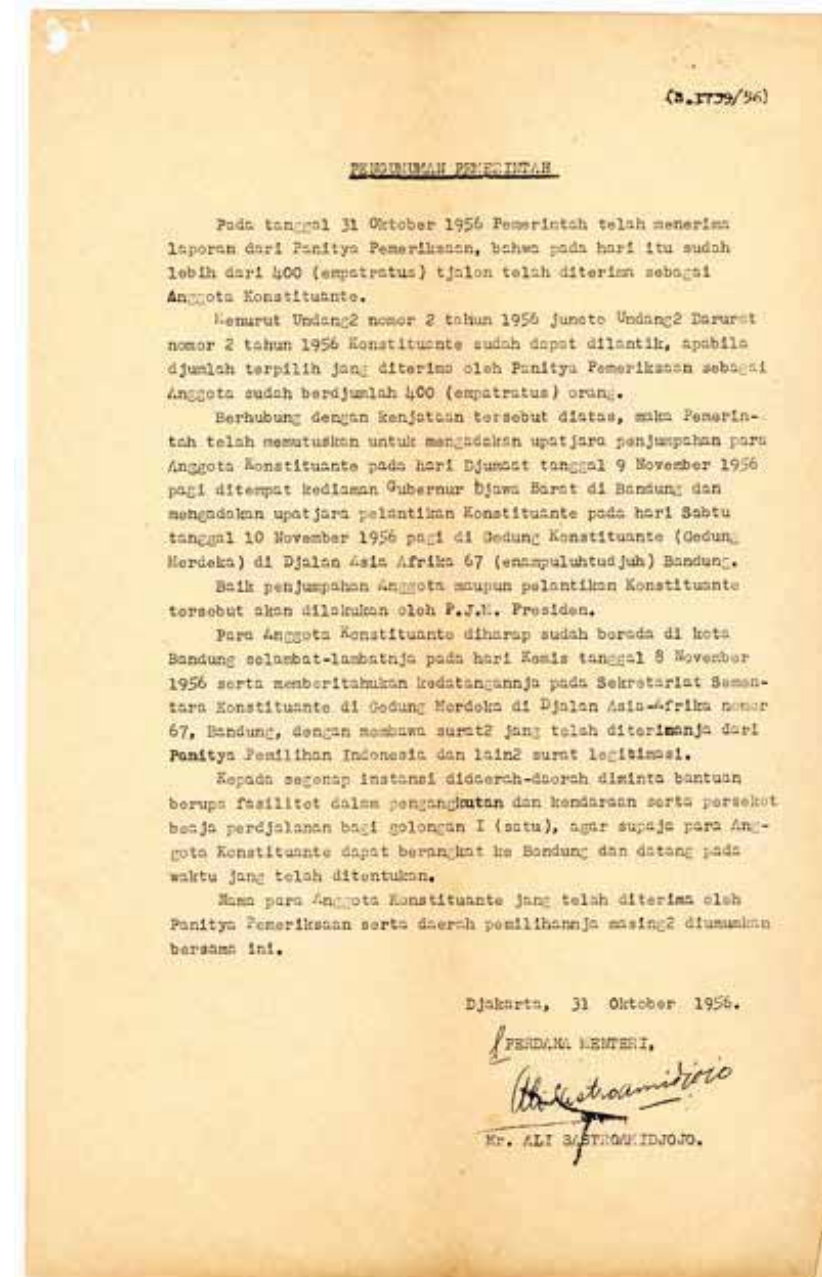 (B.1739/56)
PENGUMUMAN PEMERINTAH
Pada tanggal 31 Oktober 1956 Pemerintah telah menerima
laporan dari Panitya Pemeriksaan, bahwa pada hari itu sudah
lebih dari 400 (empatratus) tjalon telah diterima sebagai
Anggota Konstituante.
Menurut Undang2 nomor 2 tahun 1956 juncto Undang2 Darurat
nomor 2 tahun 1956 Konstituante sudah dapat dilantik, apabila
djumlah terpilih jang diterima oleh Panitya Pemeriksaan sebagai
Anggota sudah berdjumlah 400 (empatratus) orang.
Berhubung dengan kenjataan tersebut diatas, maka Pemerin-
tah telah memutuskan untuk mengadakan upatjara penjumpahan para
Anggota Konstituante pada hari Djumaat tanggal 9 November 1956
pagi ditempat kediaman Gubernur Djawa Barat di Bandung dan
mengadakan upatjara pelantikan Konstituante pada hari Sabtu
tanggal 10 November 1956 pagi di Gedung Konstituante (Gedung
Merdeka) di Djalan Asia Afrika 67 (enampuluhtudjuh) Bandung.
Baik penjumpahan Anggota maupun pelantikan Konstituante
tersebut akan dilakukan oleh P.J.M. Presiden.
Para Anggota Konstituante diharap sudah berada di kota
Bandung selambat-lambatnja pada hari Kemis tanggal 8 November
1956 serta memberitahukan kedatangannja pada Sekretariat Semen-
tara Konstituante di Gedung Merdeka di Djalan Asia-Afrika nomor
67, Bandung, dengan membawa surat2 jang telah diterimanja dari
Panitya Pemilihan Indonesia dan lain2 surat legitimasi.
Kepada segenap instansi didaerah-daerah diminta bantuan
berupa fasilitet dalam pengangkutan dan kendaraan serta persekot
beaja perdjalanan bagi golongan I (satu), agar supaja para Ang-
gota Konstituante dapat berangkat ke Bandung dan datang pada
waktu jang telah ditentukan.
Nama para Anggota Konstituante jang telah diterima oleh
Panitya Pemeriksaan serta daerah pemilihannja masing2 diumumkan
bersama ini.
Djakarta, 31 Oktober 1956.
PERDANA MENTERI,
Ali Sastroamidjojo
Mr. ALI SASTROAMIDJOJO.